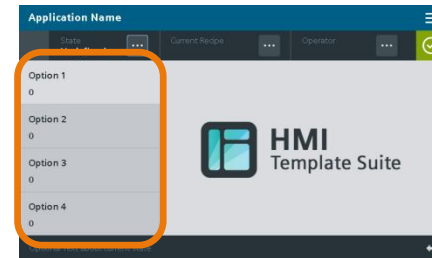 Application Name
State
Current Recipe
Operator
Option 1
0
Option 2
0
Option 3
0
Option 4
0
HMI
Template Suite